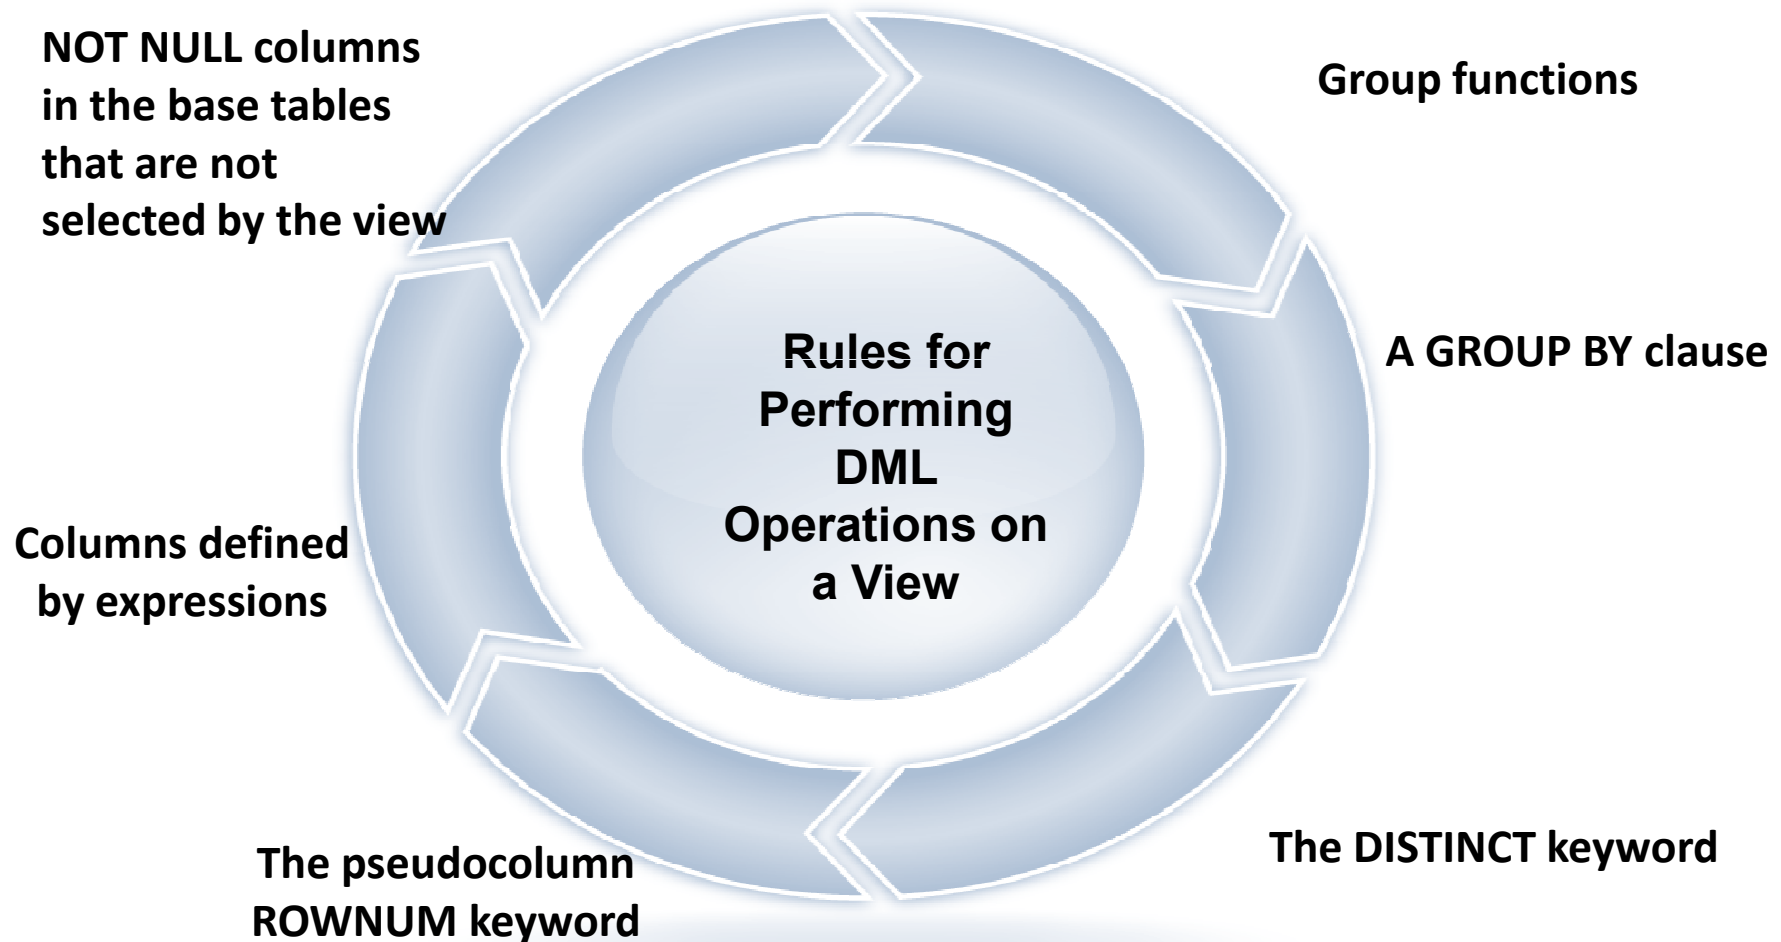 NOT NULL columns
in the base tables
that are not
selected by the view
Group functions
A GROUP BY clause
Rules for
Performing
DML
Operations on
a View
Columns defined
by expressions
The DISTINCT keyword
The pseudocolumn
ROWNUM keyword